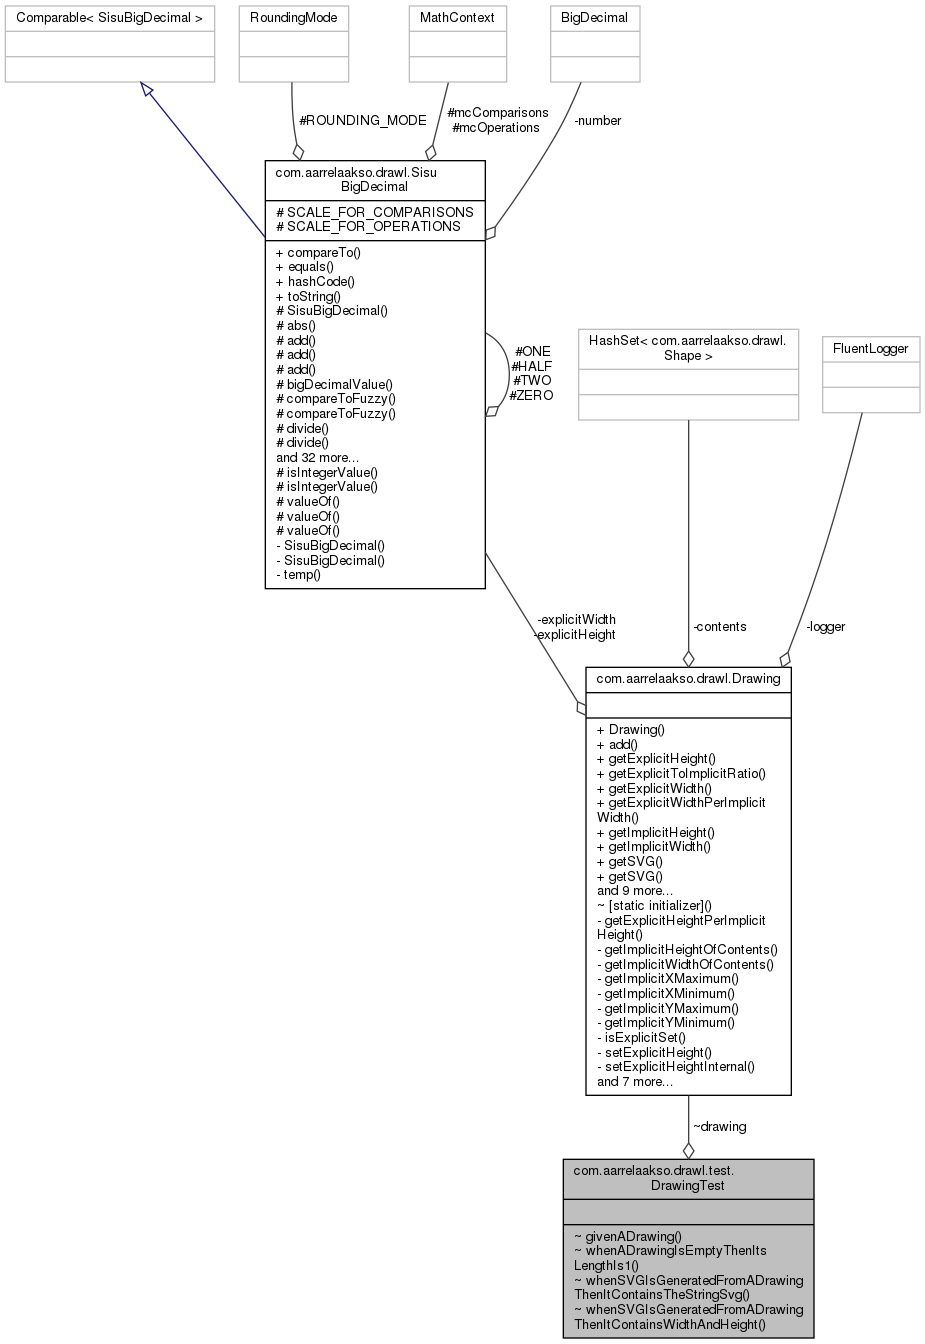 Comparable< SisuBigDecimal >
RoundingMode
MathContext
BigDecimal
#ROUNDING_MODE
#mcComparisons
#mcOperations
-number
com.aarrelaakso.drawl.Sisu
BigDecimal
# SCALE_FOR_COMPARISONS
# SCALE_FOR_OPERATIONS
+ compareTo()
+ equals()
+ hashCode()
+ toString()
# SisuBigDecimal()
# abs()
# add()
# add()
# add()
# bigDecimalValue()
# compareToFuzzy()
# compareToFuzzy()
# divide()
# divide()
and 32 more...
# isIntegerValue()
# isIntegerValue()
# valueOf()
# valueOf()
# valueOf()
- SisuBigDecimal()
- SisuBigDecimal()
- temp()
#ONE
#HALF
#TWO
#ZERO
HashSet< com.aarrelaakso.drawl.
Shape >
FluentLogger
-explicitWidth
-explicitHeight
-contents
-logger
com.aarrelaakso.drawl.Drawing
+ Drawing()
+ add()
+ getExplicitHeight()
+ getExplicitToImplicitRatio()
+ getExplicitWidth()
+ getExplicitWidthPerImplicit
Width()
+ getImplicitHeight()
+ getImplicitWidth()
+ getSVG()
+ getSVG()
and 9 more...
~ [static initializer]()
- getExplicitHeightPerImplicit
Height()
- getImplicitHeightOfContents()
- getImplicitWidthOfContents()
- getImplicitXMaximum()
- getImplicitXMinimum()
- getImplicitYMaximum()
- getImplicitYMinimum()
- isExplicitSet()
- setExplicitHeight()
- setExplicitHeightInternal()
and 7 more...
~drawing
com.aarrelaakso.drawl.test.
DrawingTest
~ givenADrawing()
~ whenADrawingIsEmptyThenIts
LengthIs1()
~ whenSVGIsGeneratedFromADrawing
ThenItContainsTheStringSvg()
~ whenSVGIsGeneratedFromADrawing
ThenItContainsWidthAndHeight()